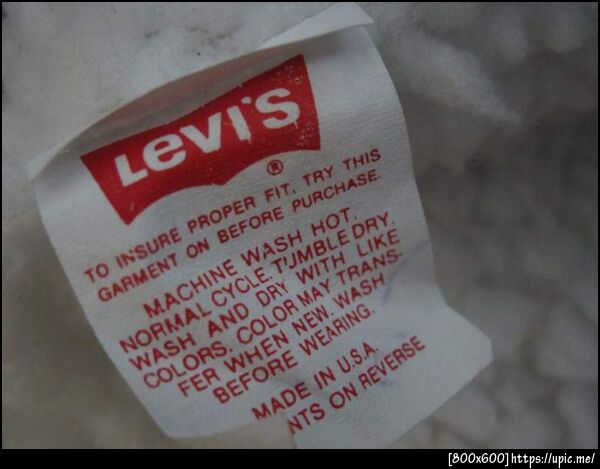 Levi's
®
TO INSURE PROPER FIT, TRY THIS
GARMENT ON BEFORE PURCHASE.
MACHINE WASH HOT.
NORMAL CYCLE. TUMBLE DRY.
WASH AND DRY WITH LIKE
COLORS. COLOR MAY TRANS-
FER WHEN NEW. WASH
BEFORE WEARING.
MADE IN U.S.A.
NTS ON REVERSE
[800x600]https://upic.me/